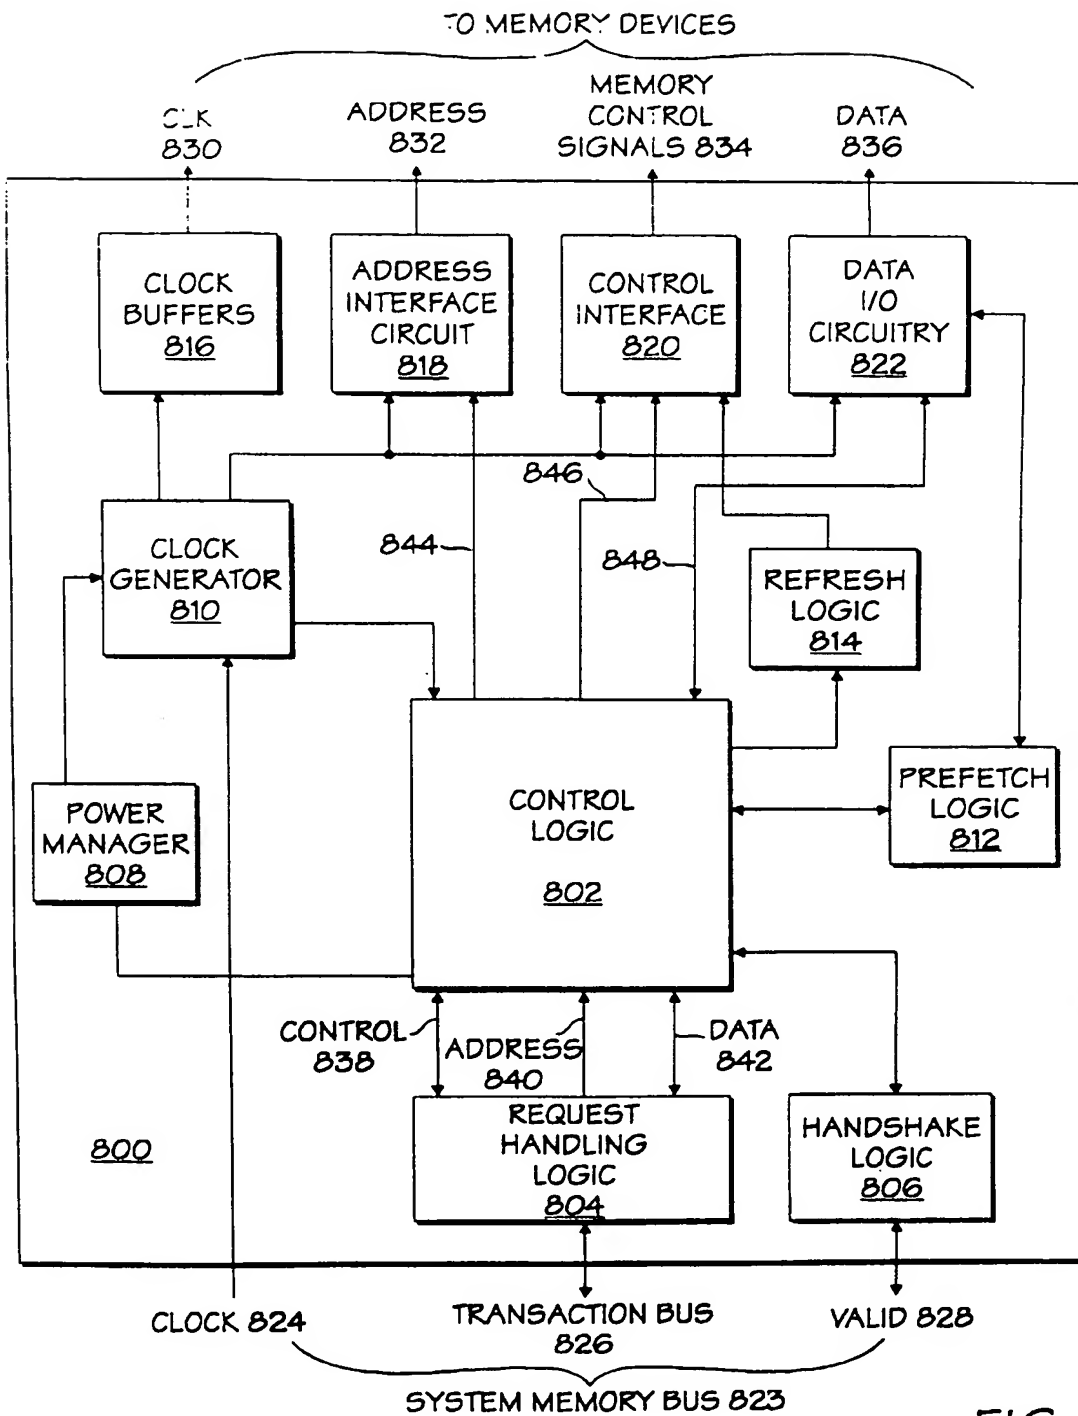 TO MEMORY DEVICES
CLK
830
ADDRESS
832
MEMORY
CONTROL
SIGNALS 834
DATA
836
CLOCK
BUFFERS
816
ADDRESS
INTERFACE
CIRCUIT
818
CONTROL
INTERFACE
820
DATA
I/O
CIRCUITRY
822
846
844
848
CLOCK
GENERATOR
810
REFRESH
LOGIC
814
POWER
MANAGER
808
CONTROL
LOGIC
802
PREFETCH
LOGIC
812
CONTROL
838
ADDRESS
840
DATA
842
800
REQUEST
HANDLING
LOGIC
804
HANDSHAKE
LOGIC
806
CLOCK 824
TRANSACTION BUS
826
VALID 828
SYSTEM MEMORY BUS 823
FIG